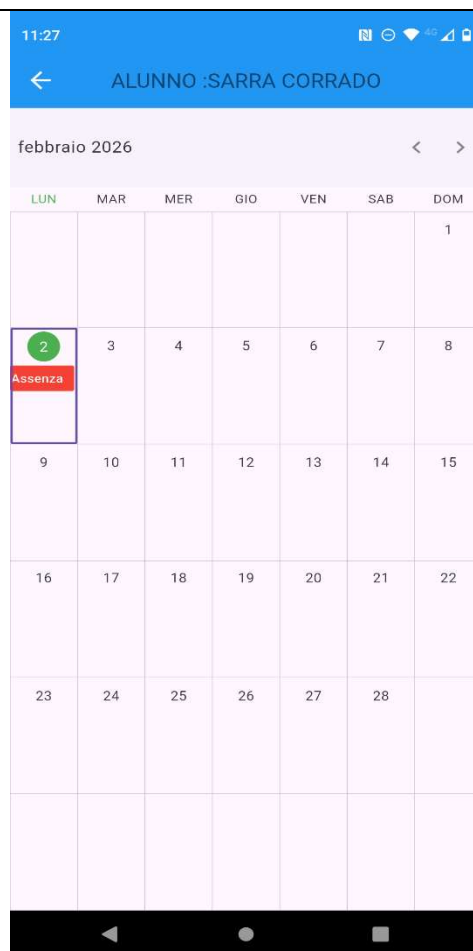 11:27 4G
ALUNNO :SARRA CORRADO
febbraio 2026
LUN MAR MER GIO VEN SAB DOM
1
2 3 4 5 6 7 8
Assenza
9 10 11 12 13 14 15
16 17 18 19 20 21 22
23 24 25 26 27 28